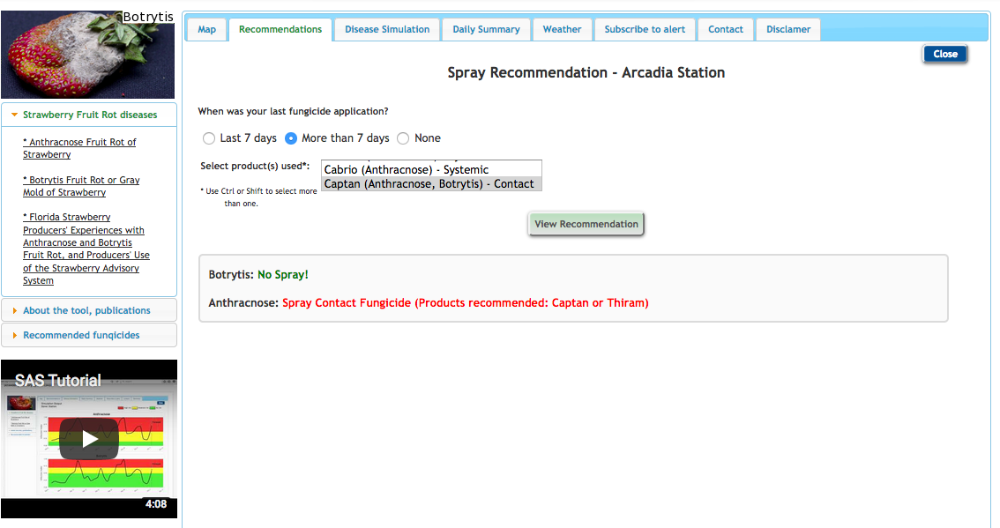 Botrytis
Map
Recommendations
Disease Simulation
Daily Summary
Weather
Subscribe to alert
Contact
Disclamer
Close
Spray Recommendation - Arcadia Station
When was your last fungicide application?
Last 7 days
More than 7 days
None
Select product(s) used*:
Cabrio (Anthracnose) - Systemic
Captan (Anthracnose, Botrytis) - Contact
* Use Ctrl or Shift to select more
than one.
View Recommendation
Botrytis: No Spray!
Anthracnose: Spray Contact Fungicide (Products recommended: Captan or Thiram)
Strawberry Fruit Rot diseases
* Anthracnose Fruit Rot of
Strawberry
* Botrytis Fruit Rot or Gray
Mold of Strawberry
* Florida Strawberry
Producers' Experiences with
Anthracnose and Botrytis
Fruit Rot, and Producers' Use
of the Strawberry Advisory
System
About the tool, publications
Recommended fungicides
SAS Tutorial
Anthracnose
4:08